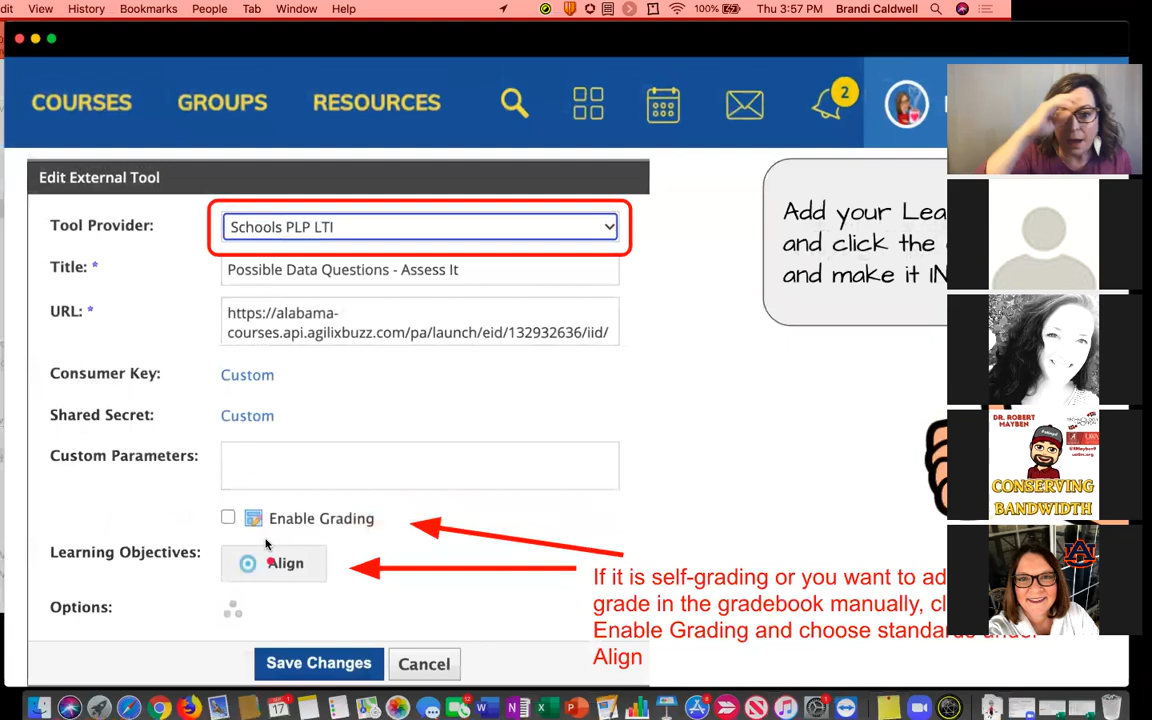 dit View History Bookmarks People Tab Window Help 100% Thu 3:57 PM Brandi Caldwell
COURSES GROUPS RESOURCES 2
Edit External Tool
Tool Provider: Schools PLP LTI
Title: * Possible Data Questions - Assess It
URL: * https://alabama-
courses.api.agilixbuzz.com/pa/launch/eid/132932636/iid/
Consumer Key: Custom
Shared Secret: Custom
Custom Parameters:
Enable Grading
Learning Objectives: Align
Options:
Save Changes Cancel
Add your Lea
and click the
and make it IN
If it is self-grading or you want to ad
grade in the gradebook manually, cl
Enable Grading and choose standards under
Align
DR. ROBERT
MAYBEN
CONSERVING
BANDWIDTH
17